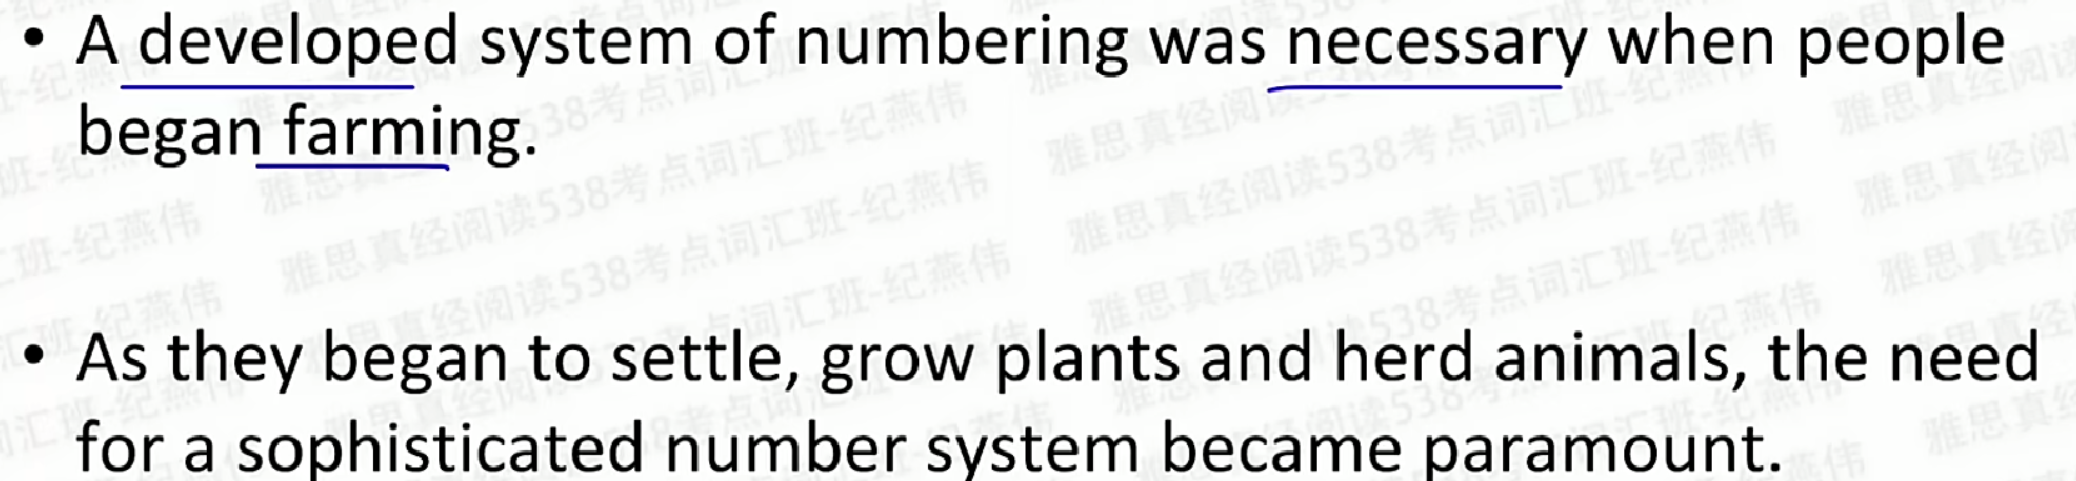 • A developed system of numbering was necessary when people
began farming.
• As they began to settle, grow plants and herd animals, the need
for a sophisticated number system became paramount.
雅思真经阅读538考点词汇班-纪燕伟